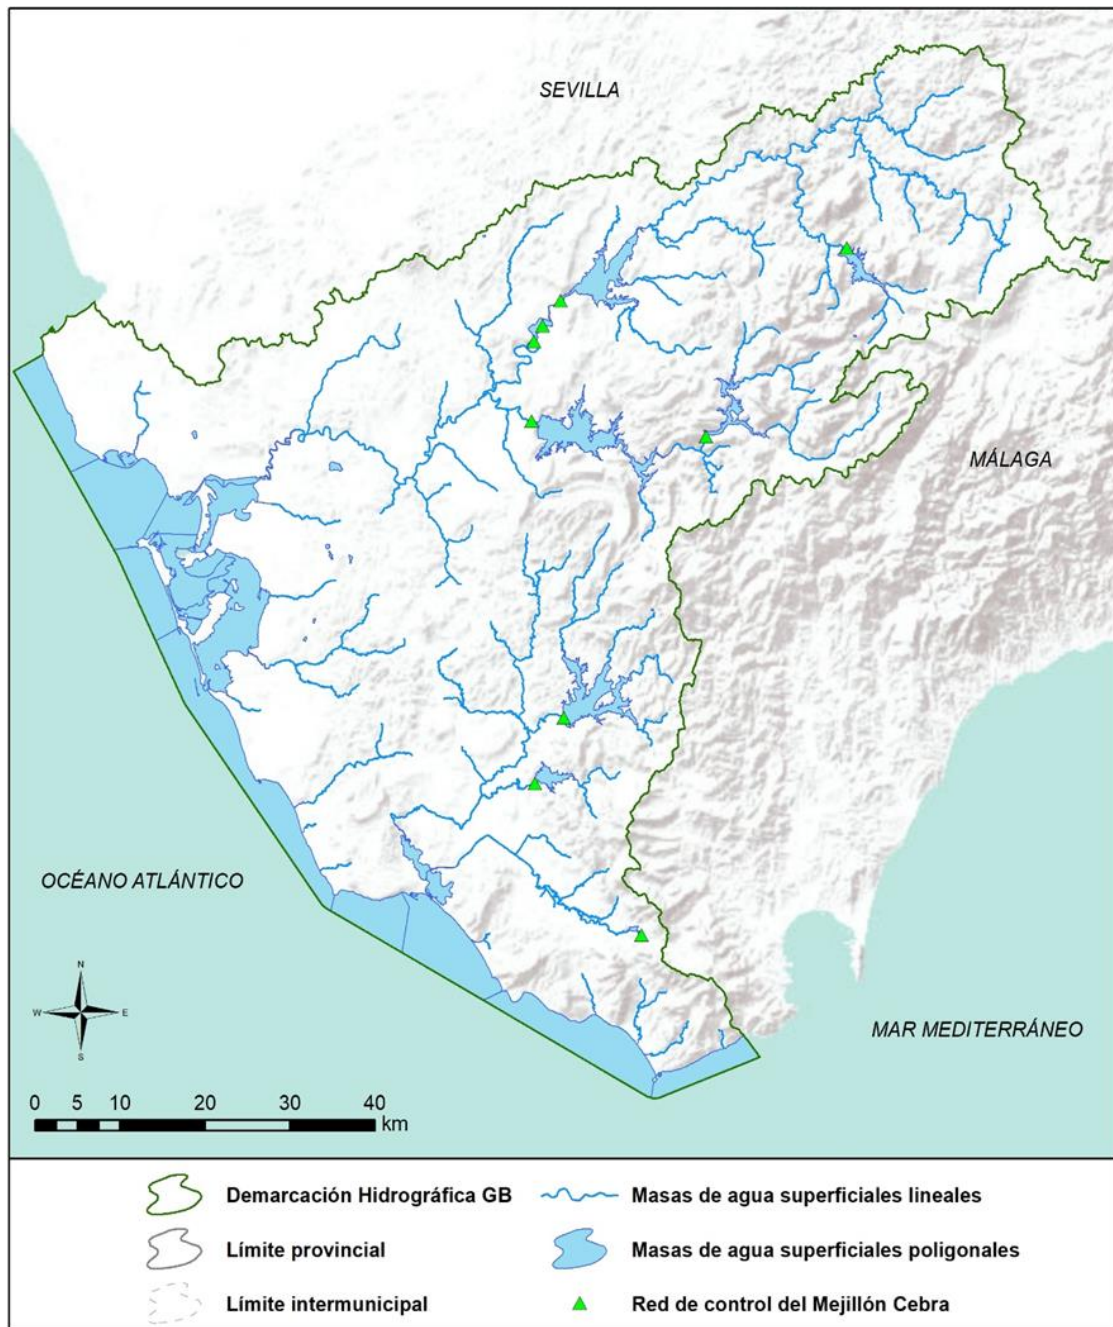 SEVILLA
MÁLAGA
OCÉANO ATLÁNTICO
N
W E
S
MAR MEDITERRÁNEO
0 5 10 20 30 40
km
Demarcación Hidrográfica GB
Masas de agua superficiales lineales
Límite provincial
Masas de agua superficiales poligonales
Límite intermunicipal
Red de control del Mejillón Cebra